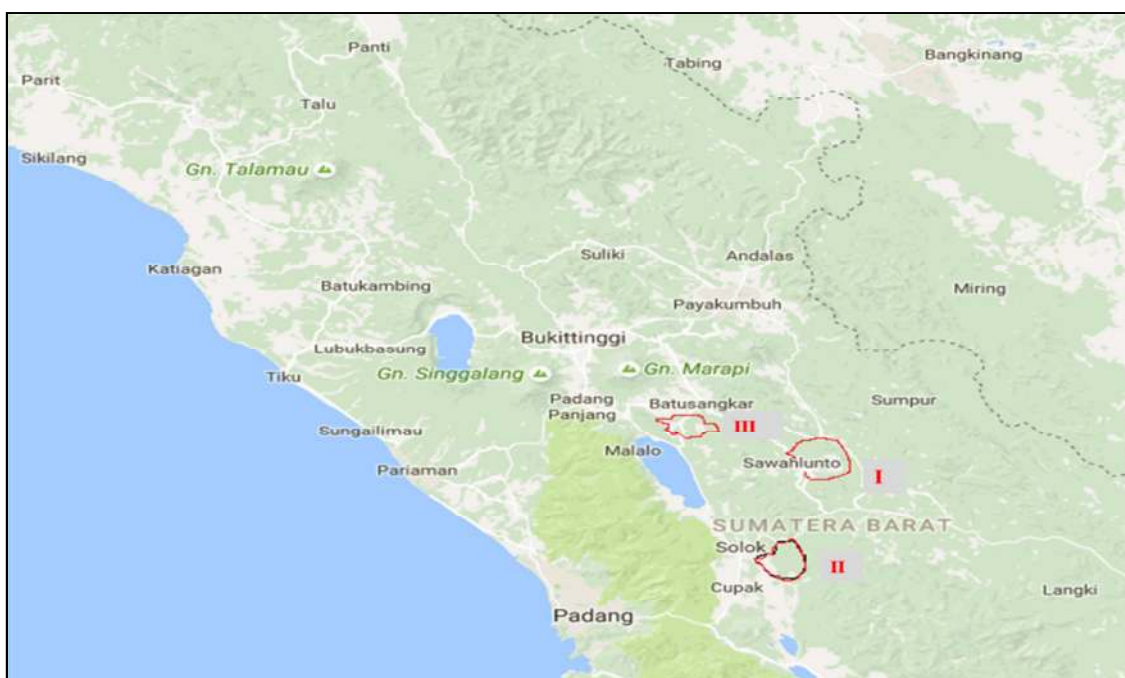 Panti
Bangkinang
Tabing
Parit
Talu
Sikilang
Gn. Talamau
Suliki
Andalas
Katiagan
Batukambing
Miring
Payakumbuh
Bukittinggi
Lubukbasung
Gn. Singgalang
Gn. Marapi
Tiku
Padang
Panjang
Batusangkar
Sumpur
III
Sungailimau
Malalo
Pariaman
Sawahlunto
I
SUMATERA BARAT
Solok
II
Cupak
Langki
Padang